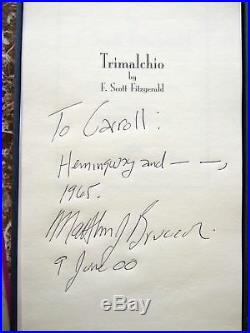 Trimalchio
by
F. Scott Fitzgerald
To Carroll:
Hemingway and — —,
1965.
Matthew J Bruccoli
9 June 00